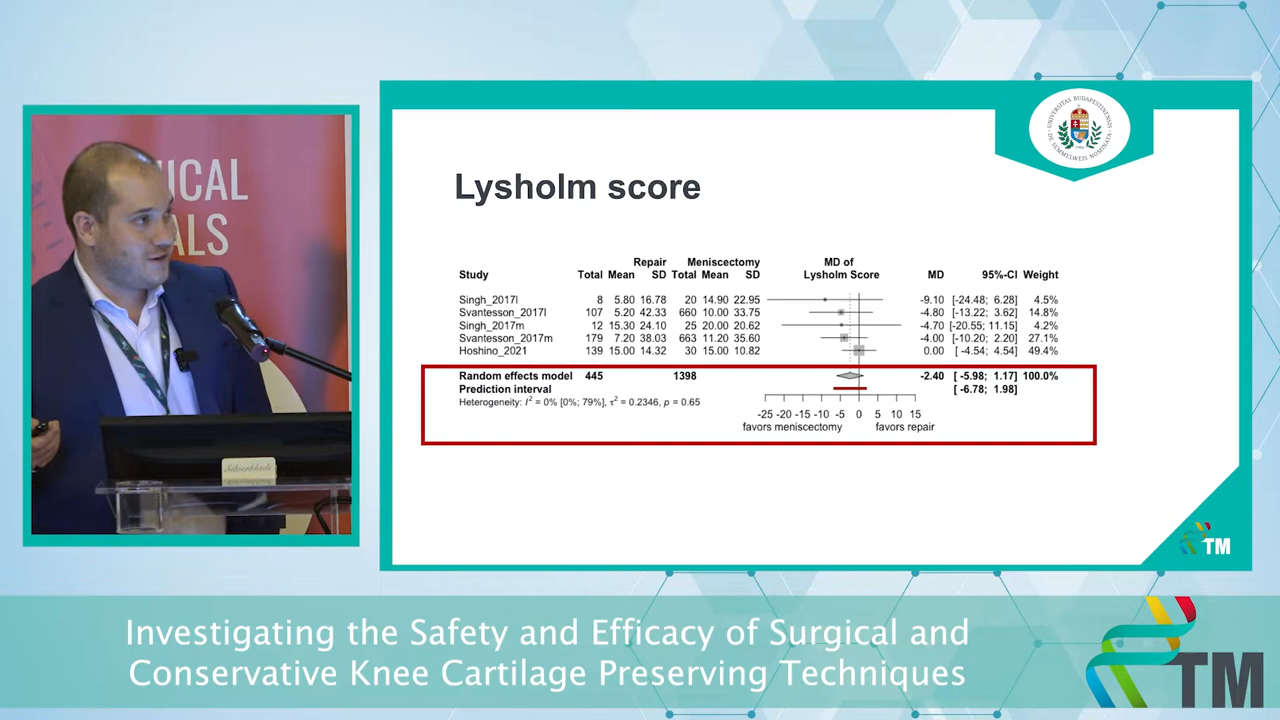 UCAL
ALS
Silverblade
UNIVERSITAS BUDAPESTINENSIS
DE SEMMELWEIS NOMINATA
Lysholm score
Repair Meniscectomy MD of
Study Total Mean SD Total Mean SD Lysholm Score MD 95%-CI Weight
Singh_2017l 8 5.80 16.78 20 14.90 22.95 -9.10 [-24.48; 6.28] 4.5%
Svantesson_2017l 107 5.20 42.33 660 10.00 33.75 -4.80 [-13.22; 3.62] 14.8%
Singh_2017m 12 15.30 24.10 25 20.00 20.62 -4.70 [-20.55; 11.15] 4.2%
Svantesson_2017m 179 7.20 38.03 663 11.20 35.60 -4.00 [-10.20; 2.20] 27.1%
Hoshino_2021 139 15.00 14.32 30 15.00 10.82 0.00 [ -4.54; 4.54] 49.4%
Random effects model 445 1398 -2.40 [ -5.98; 1.17] 100.0%
Prediction interval [ -6.78; 1.98]
Heterogeneity: I² = 0% [0%; 79%], τ² = 0.2346, p = 0.65
-25 -20 -15 -10 -5 0 5 10 15
favors meniscectomy favors repair
TM
Investigating the Safety and Efficacy of Surgical and
Conservative Knee Cartilage Preserving Techniques
TM